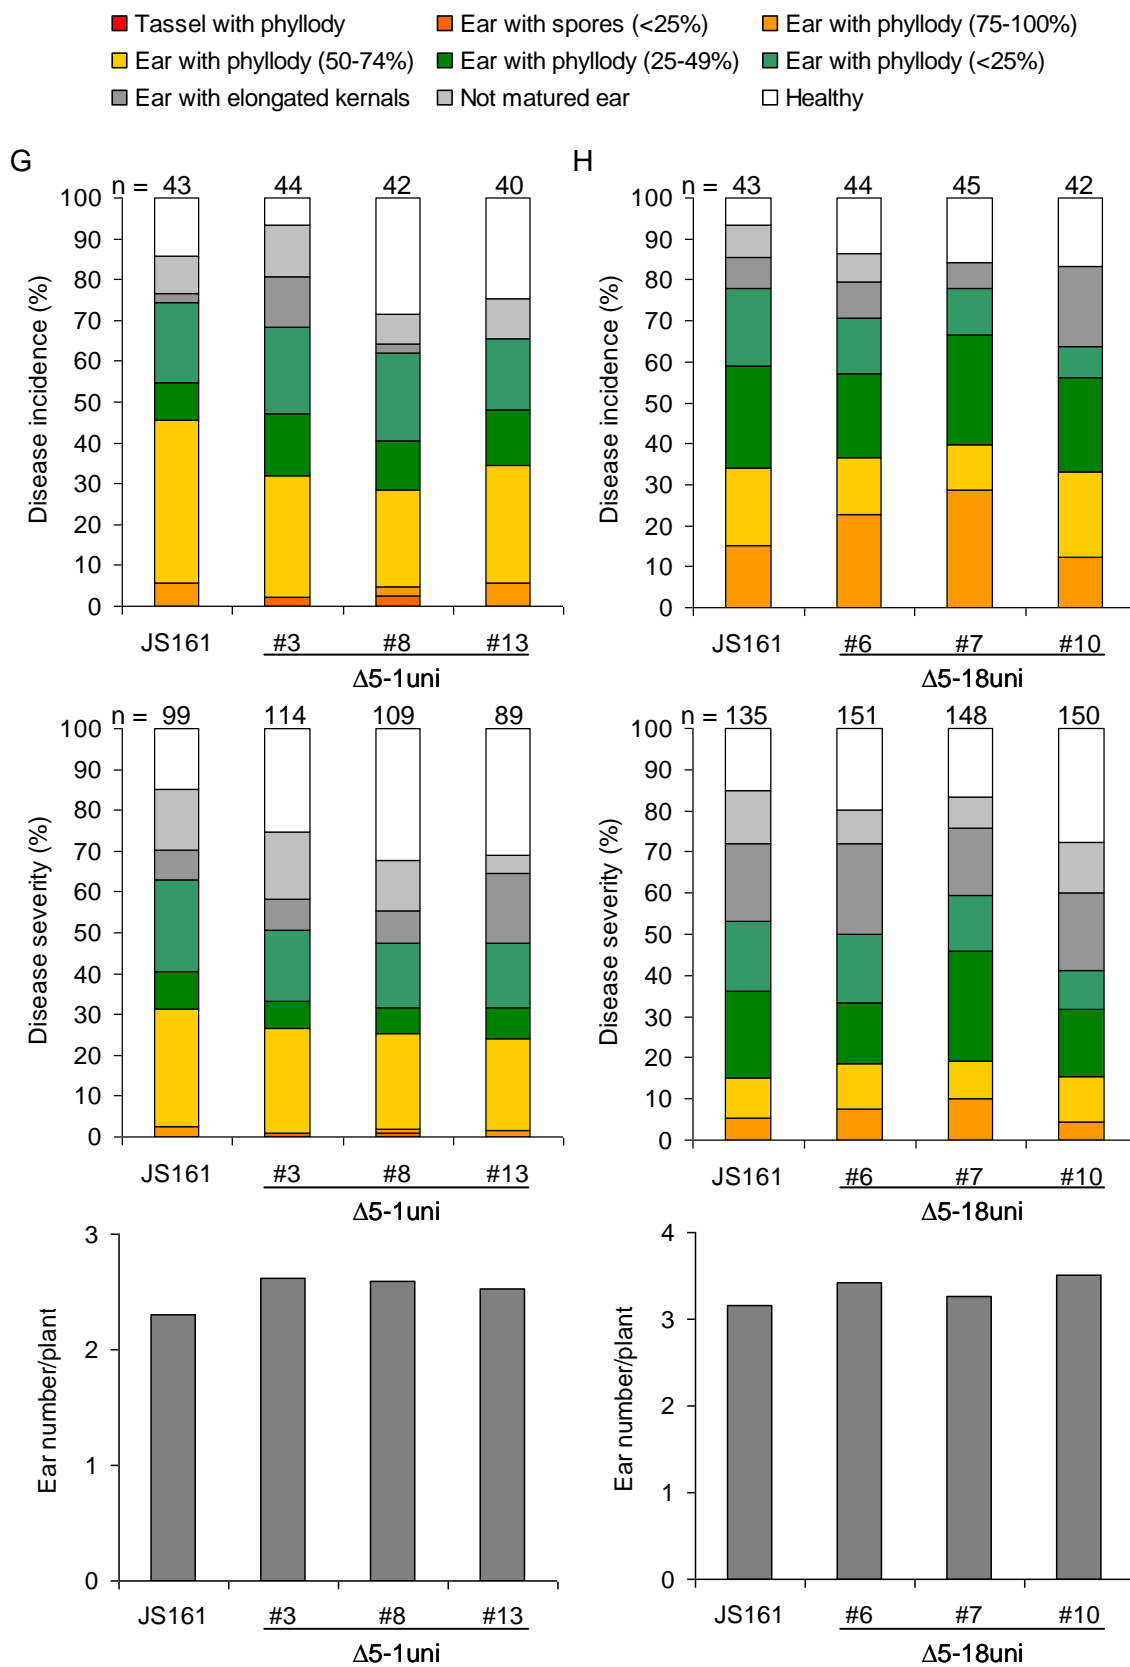 Tassel with phyllody Ear with spores (<25%) Ear with phyllody (75-100%)
Ear with phyllody (50-74%) Ear with phyllody (25-49%) Ear with phyllody (<25%)
Ear with elongated kernals Not matured ear Healthy
G
n = 43 44 42 40
Disease incidence (%)
100
90
80
70
60
50
40
30
20
10
0
JS161 #3 #8 #13
Δ5-1uni
H
n = 43 44 45 42
Disease incidence (%)
100
90
80
70
60
50
40
30
20
10
0
JS161 #6 #7 #10
Δ5-18uni
n = 99 114 109 89
Disease severity (%)
100
90
80
70
60
50
40
30
20
10
0
JS161 #3 #8 #13
Δ5-1uni
n = 135 151 148 150
Disease severity (%)
100
90
80
70
60
50
40
30
20
10
0
JS161 #6 #7 #10
Δ5-18uni
Ear number/plant
3
2
1
0
JS161 #3 #8 #13
Δ5-1uni
Ear number/plant
4
3
2
1
0
JS161 #6 #7 #10
Δ5-18uni